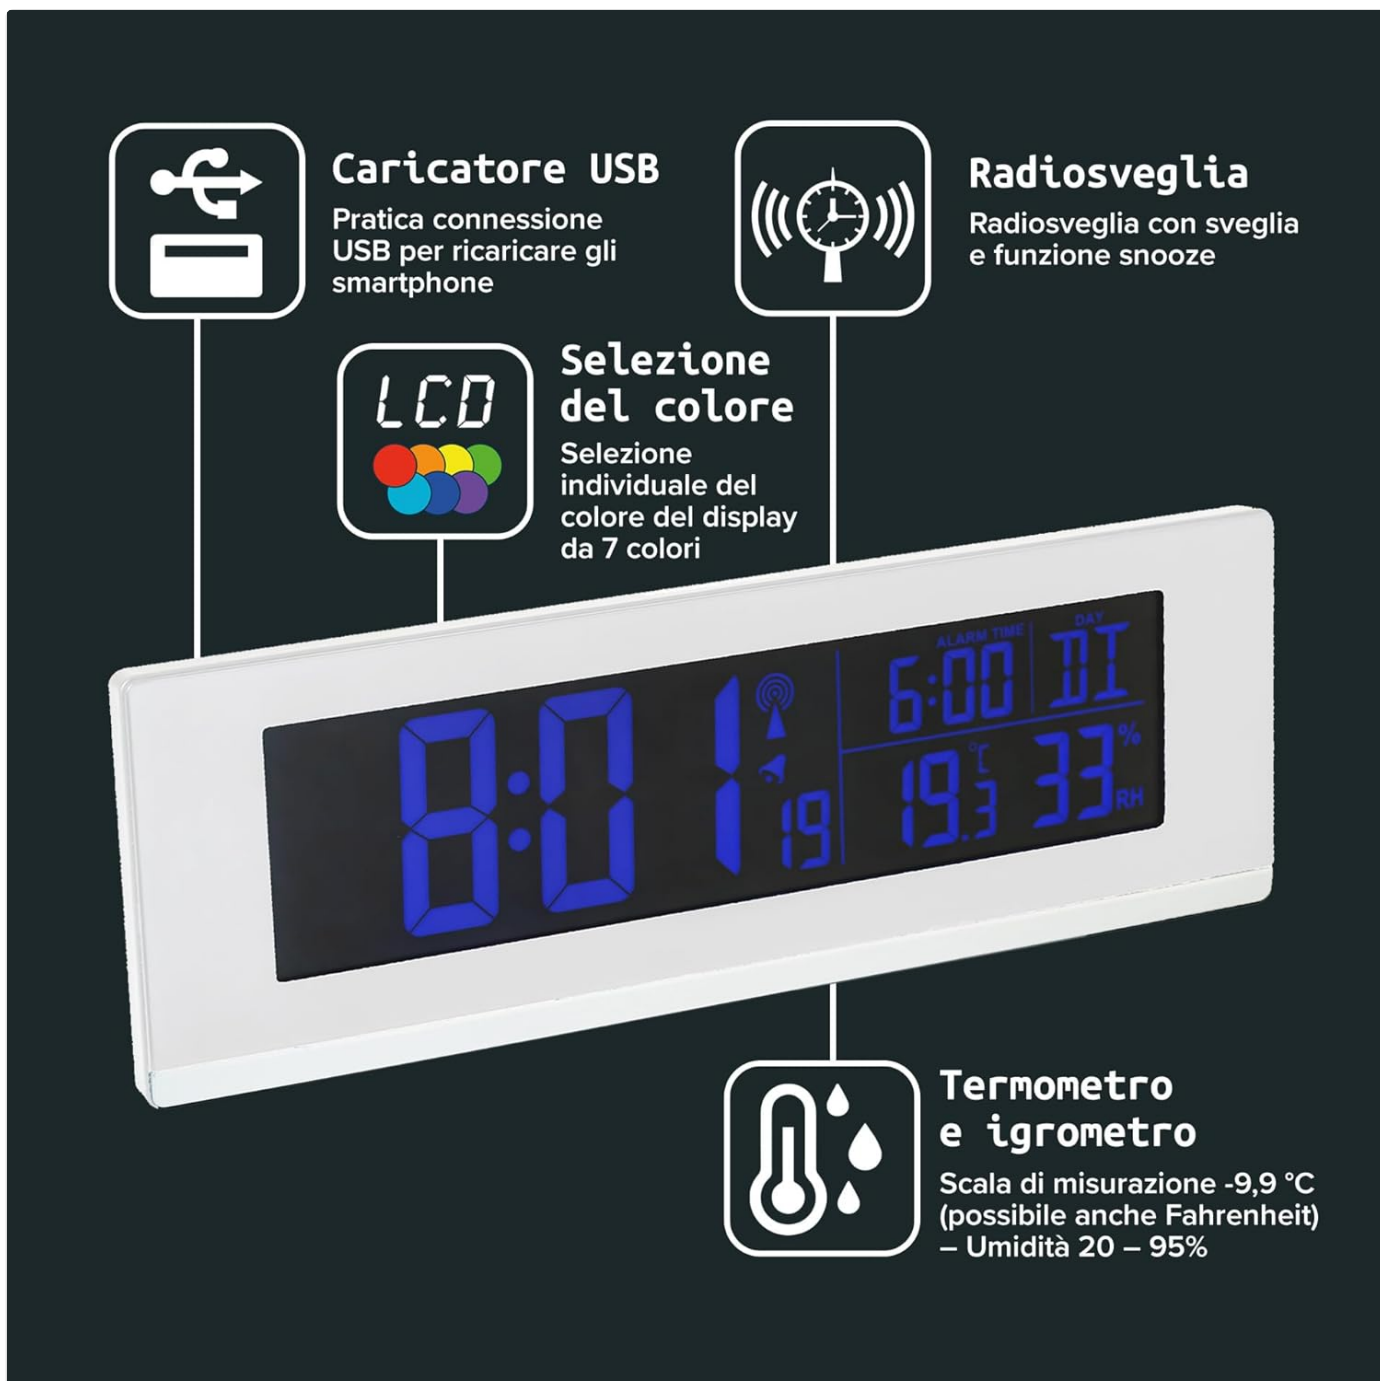 Caricatore USB
Pratica connessione
USB per ricaricare gli
smartphone
Radiosveglia
Radiosveglia con sveglia
e funzione snooze
LCD
Selezione
del colore
Selezione
individuale del
colore del display
da 7 colori
8:01
19
ALARM TIME
6:00
DAY
DI
19.3 °C
33 % RH
Termometro
e igrometro
Scala di misurazione -9,9 °C
(possibile anche Fahrenheit)
– Umidità 20 – 95%